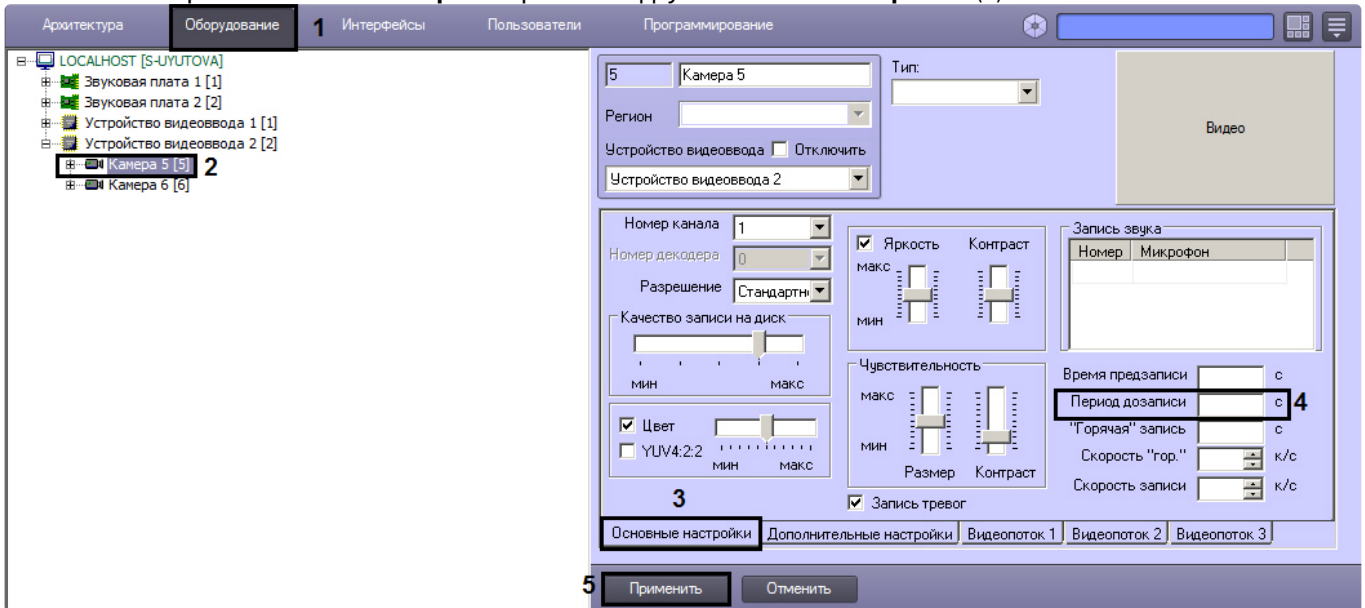 Архитектура Оборудование 1 Интерфейсы Пользователи Программирование
LOCALHOST [S-UYUTOVA]
Звуковая плата 1 [1]
Звуковая плата 2 [2]
Устройство видеоввода 1 [1]
Устройство видеоввода 2 [2]
Камера 5 [5] 2
Камера 6 [6]
5 Камера 5
Тип:
Регион
Устройство видеоввода Отключить
Устройство видеоввода 2
Видео
Номер канала 1
Номер декодера 0
Разрешение Стандартн
Качество записи на диск
мин макс
Цвет
YUV4:2:2
мин макс
Яркость Контраст
макс
мин
Чувствительность
макс
мин
Размер Контраст
Запись тревог
Запись звука
Номер Микрофон
Время предзаписи с
Период дозаписи с 4
"Горячая" запись с
Скорость "гор." к/с
Скорость записи к/с
3
Основные настройки Дополнительные настройки Видеопоток 1 Видеопоток 2 Видеопоток 3
5 Применить Отменить